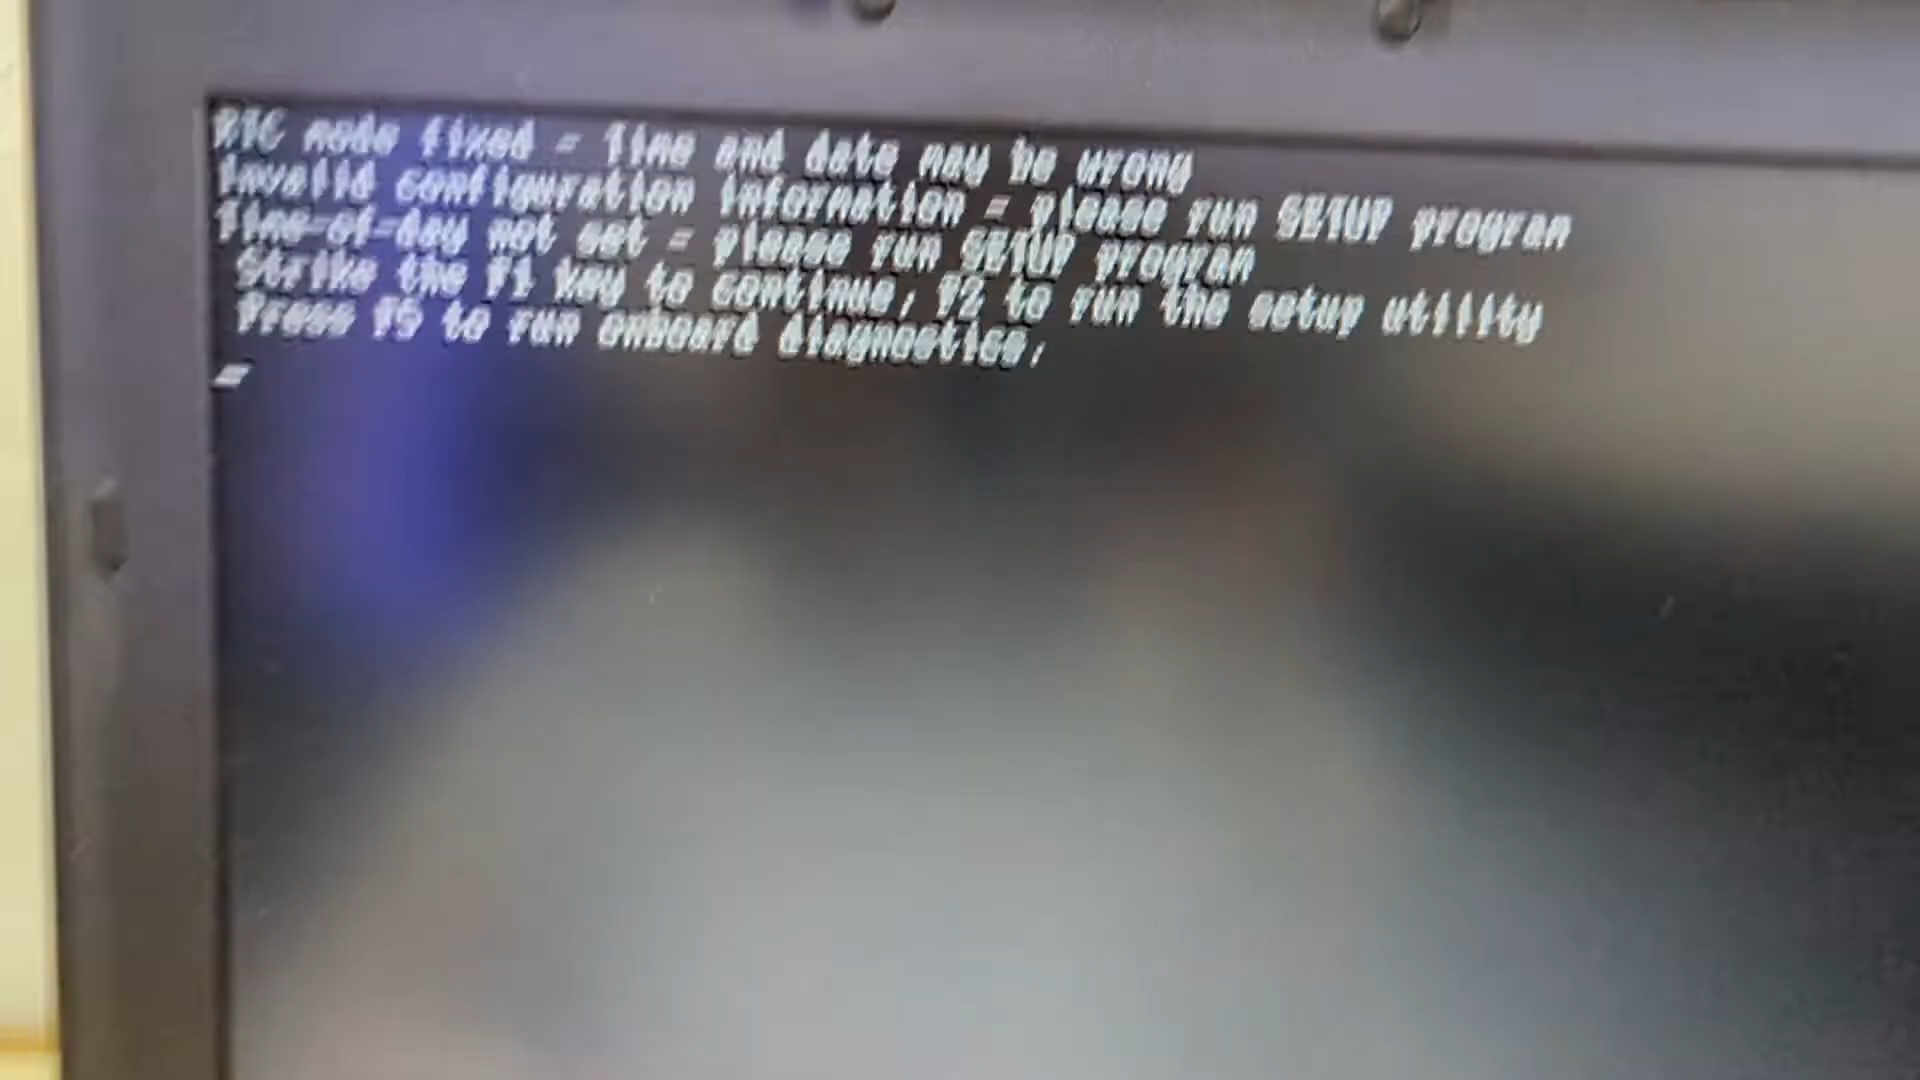 RTC mode fixed - Time and date may be wrong
Invalid configuration information - please run SETUP program
Time-of-day not set - please run SETUP program
Strike the F1 key to continue, F2 to run the setup utility
Press F5 to run onboard diagnostics.